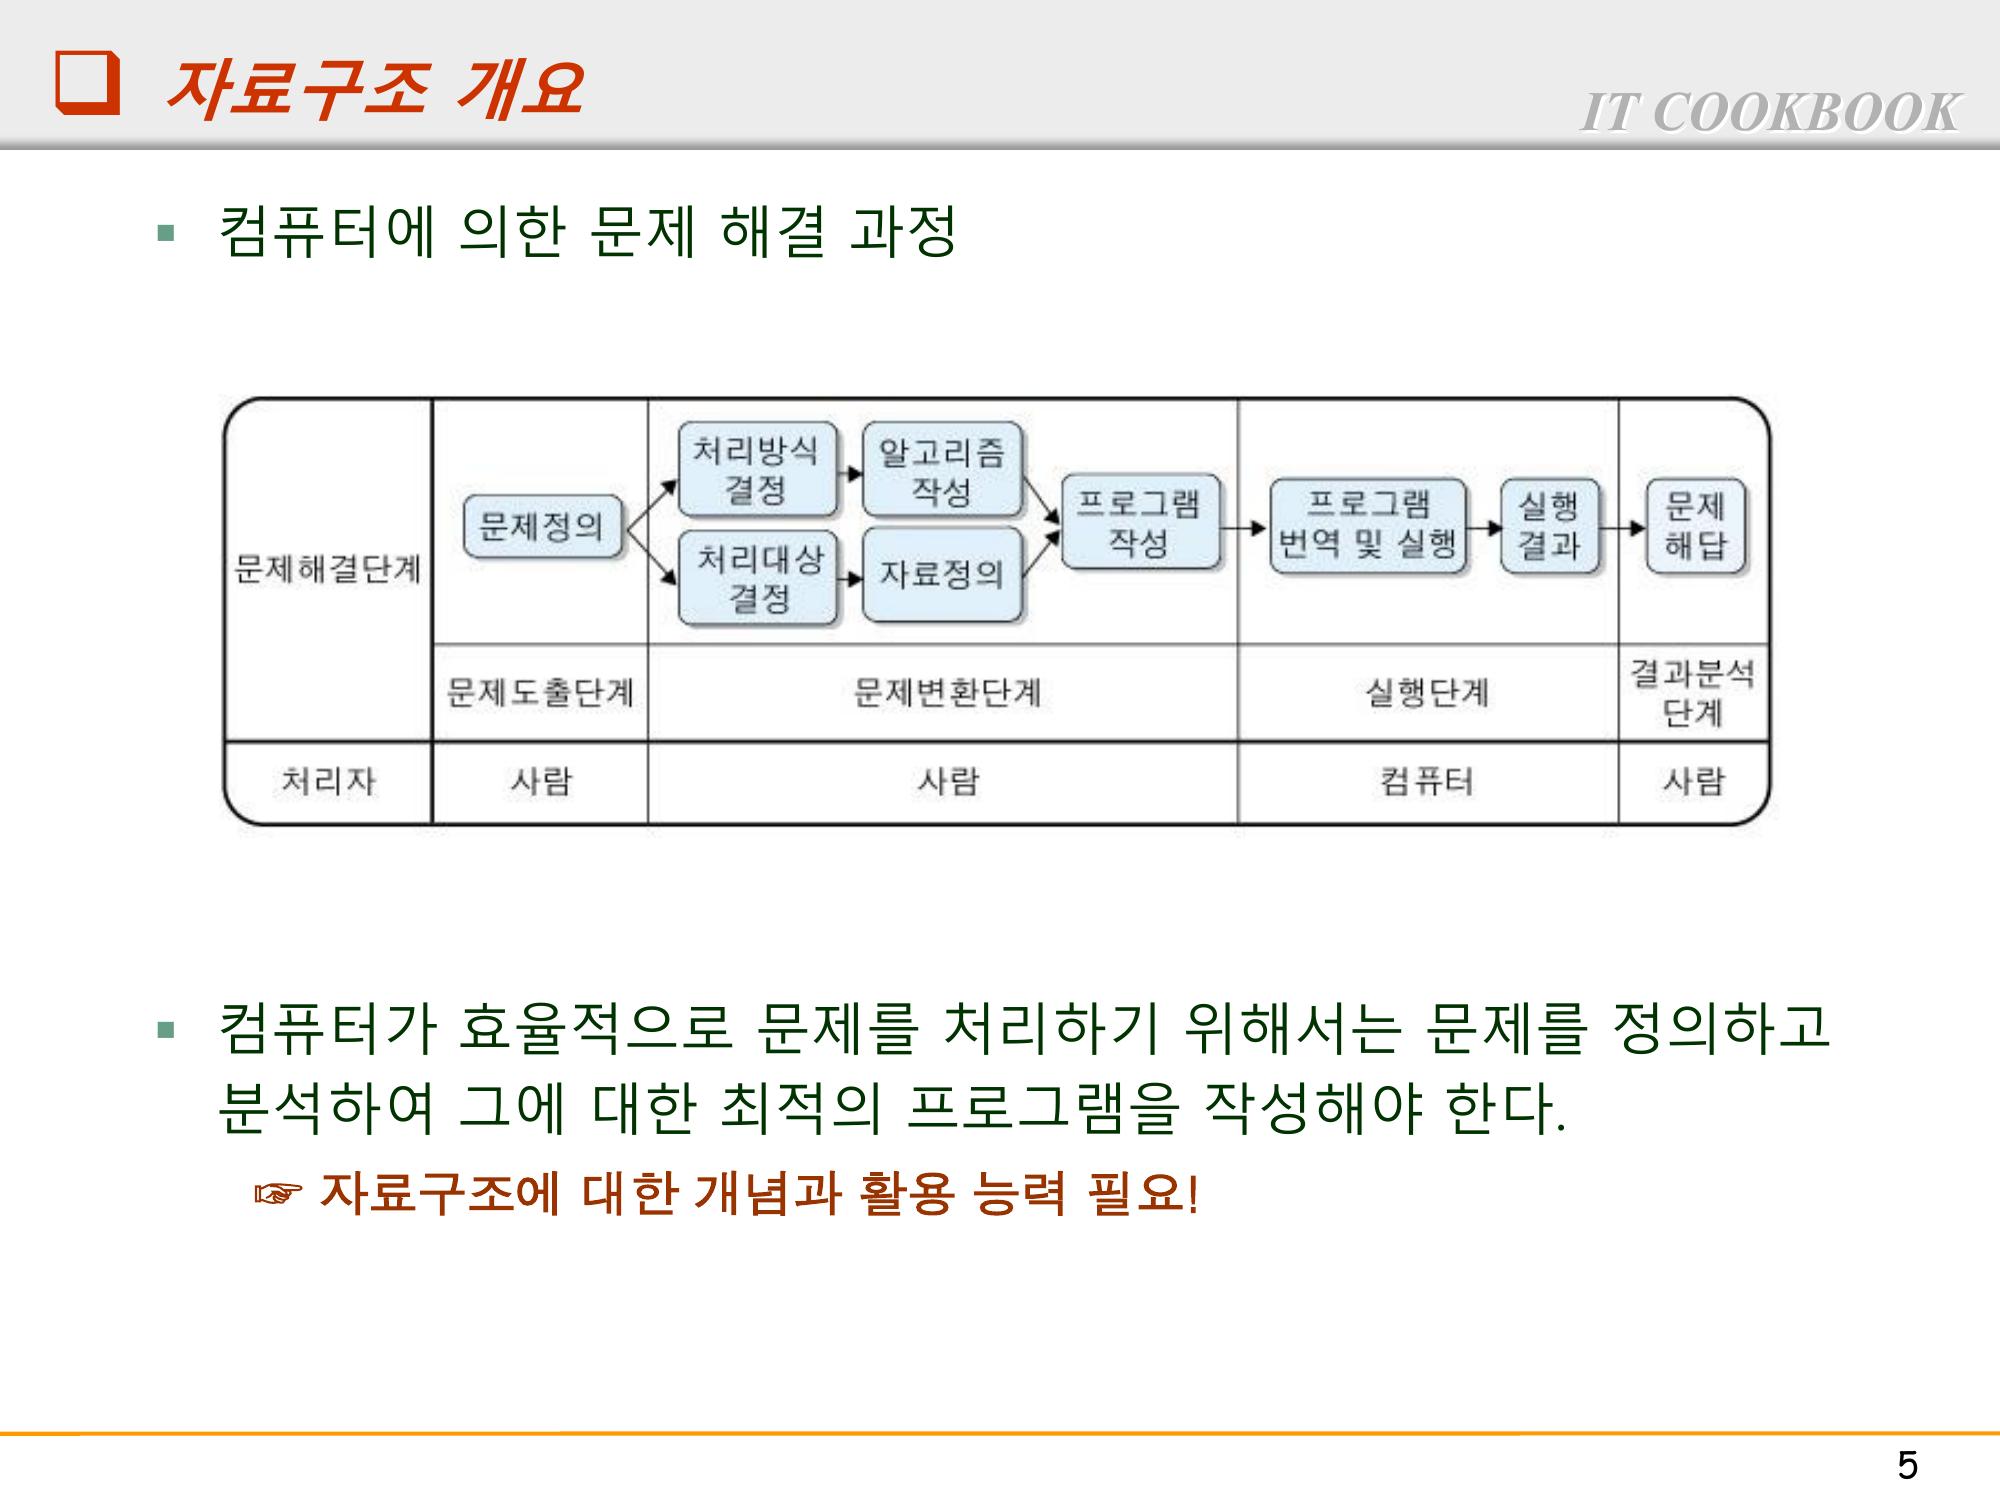 자료구조 개요
IT COOKBOOK
컴퓨터에 의한 문제 해결 과정
문제해결단계
문제정의
처리방식
결정
알고리즘
작성
처리대상
결정
자료정의
프로그램
작성
프로그램
번역 및 실행
실행
결과
문제
해답
문제도출단계
문제변환단계
실행단계
결과분석
단계
처리자
사람
사람
컴퓨터
사람
컴퓨터가 효율적으로 문제를 처리하기 위해서는 문제를 정의하고
분석하여 그에 대한 최적의 프로그램을 작성해야 한다.
☞ 자료구조에 대한 개념과 활용 능력 필요!
5